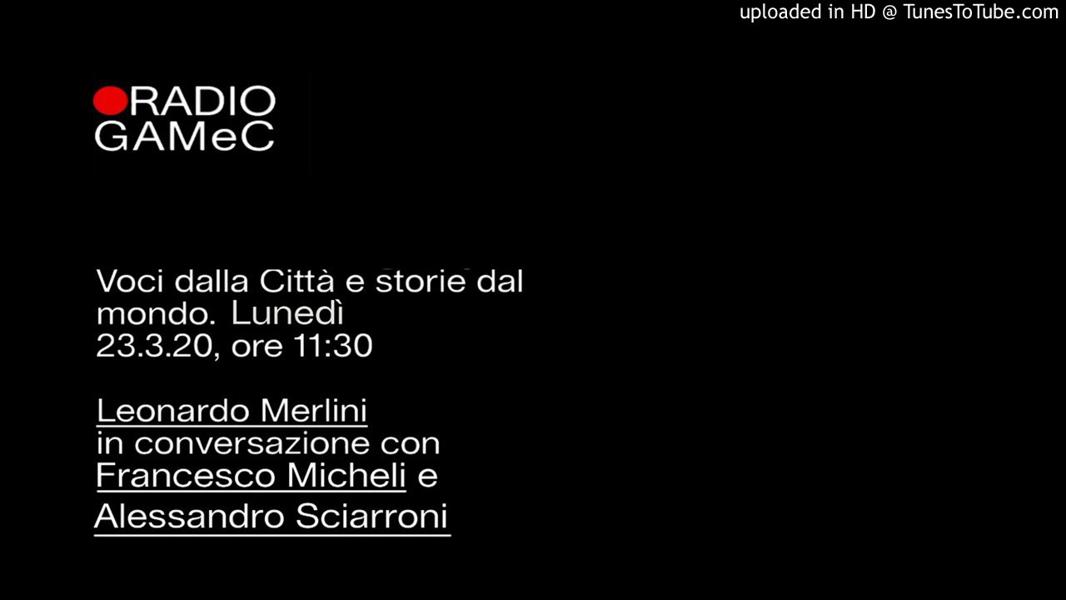 uploaded in HD @ TunesToTube.com
RADIO
GAMeC
Voci dalla Città e storie dal
mondo. Lunedì
23.3.20, ore 11:30
Leonardo Merlini
in conversazione con
Francesco Micheli e
Alessandro Sciarroni